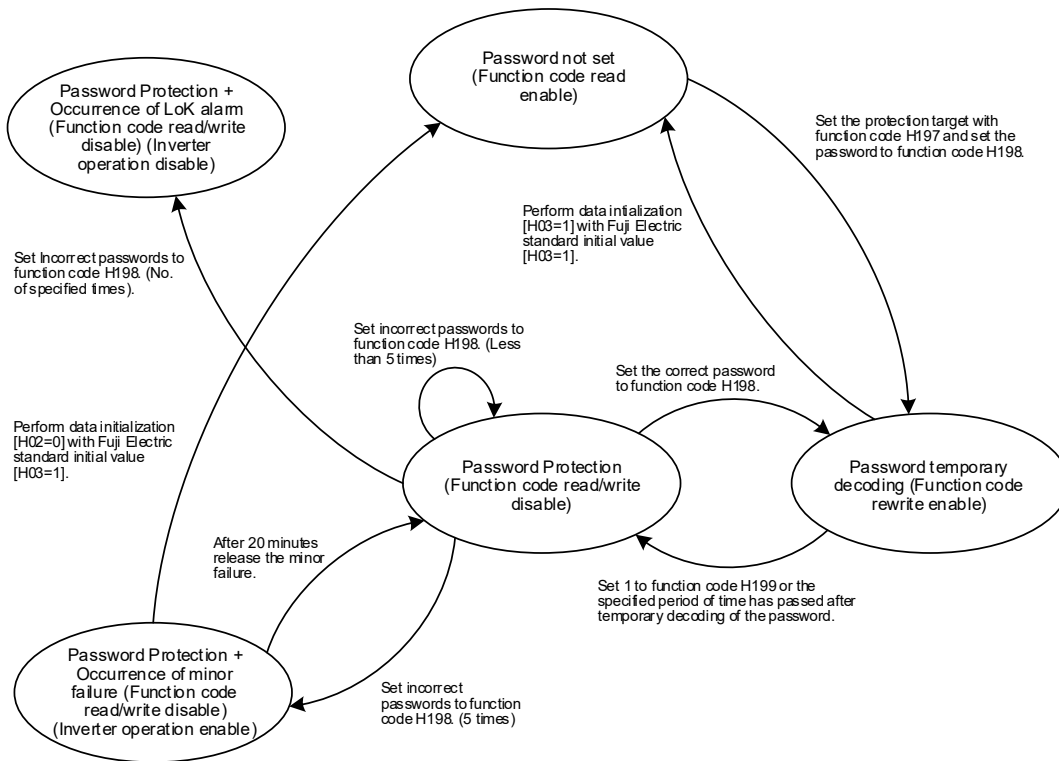 Password not set
(Function code read
enable)
Password Protection +
Occurrence of LoK alarm
(Function code read/write
disable) (Inverter
operation disable)
Set the protection target with
function code H197 and set the
password to function code H198.
Perform data intialization
[H03=1] with Fuji Electric
standard initial value
[H03=1].
Set Incorrect passwords to
function code H198. (No.
of specified times).
Set incorrect passwords to
function code H198. (Less
than 5 times)
Set the correct password
to function code H198.
Perform data initialization
[H02=0] with Fuji Electric
standard initial value
[H03=1].
Password Protection
(Function code read/write
disable)
Password temporary
decoding (Function code
rewrite enable)
After 20 minutes
release the minor
failure.
Set 1 to function code H199 or the
specified period of time has passed after
temporary decoding of the password.
Password Protection +
Occurrence of minor
failure (Function code
read/write disable)
(Inverter operation enable)
Set incorrect
passwords to function
code H198. (5 times)